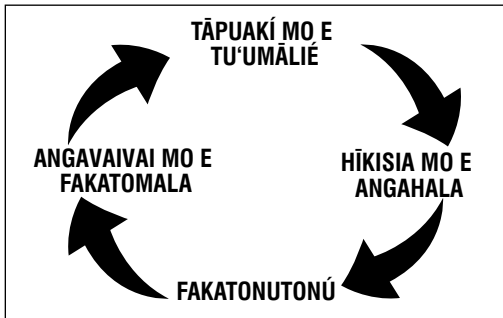 TĀPUAKÍ MO E
TU'UMĀLIÉ
HĪKISIA MO E
ANGAHALA
FAKATONUTONÚ
ANGAVAIVAI MO E
FAKATOMALA